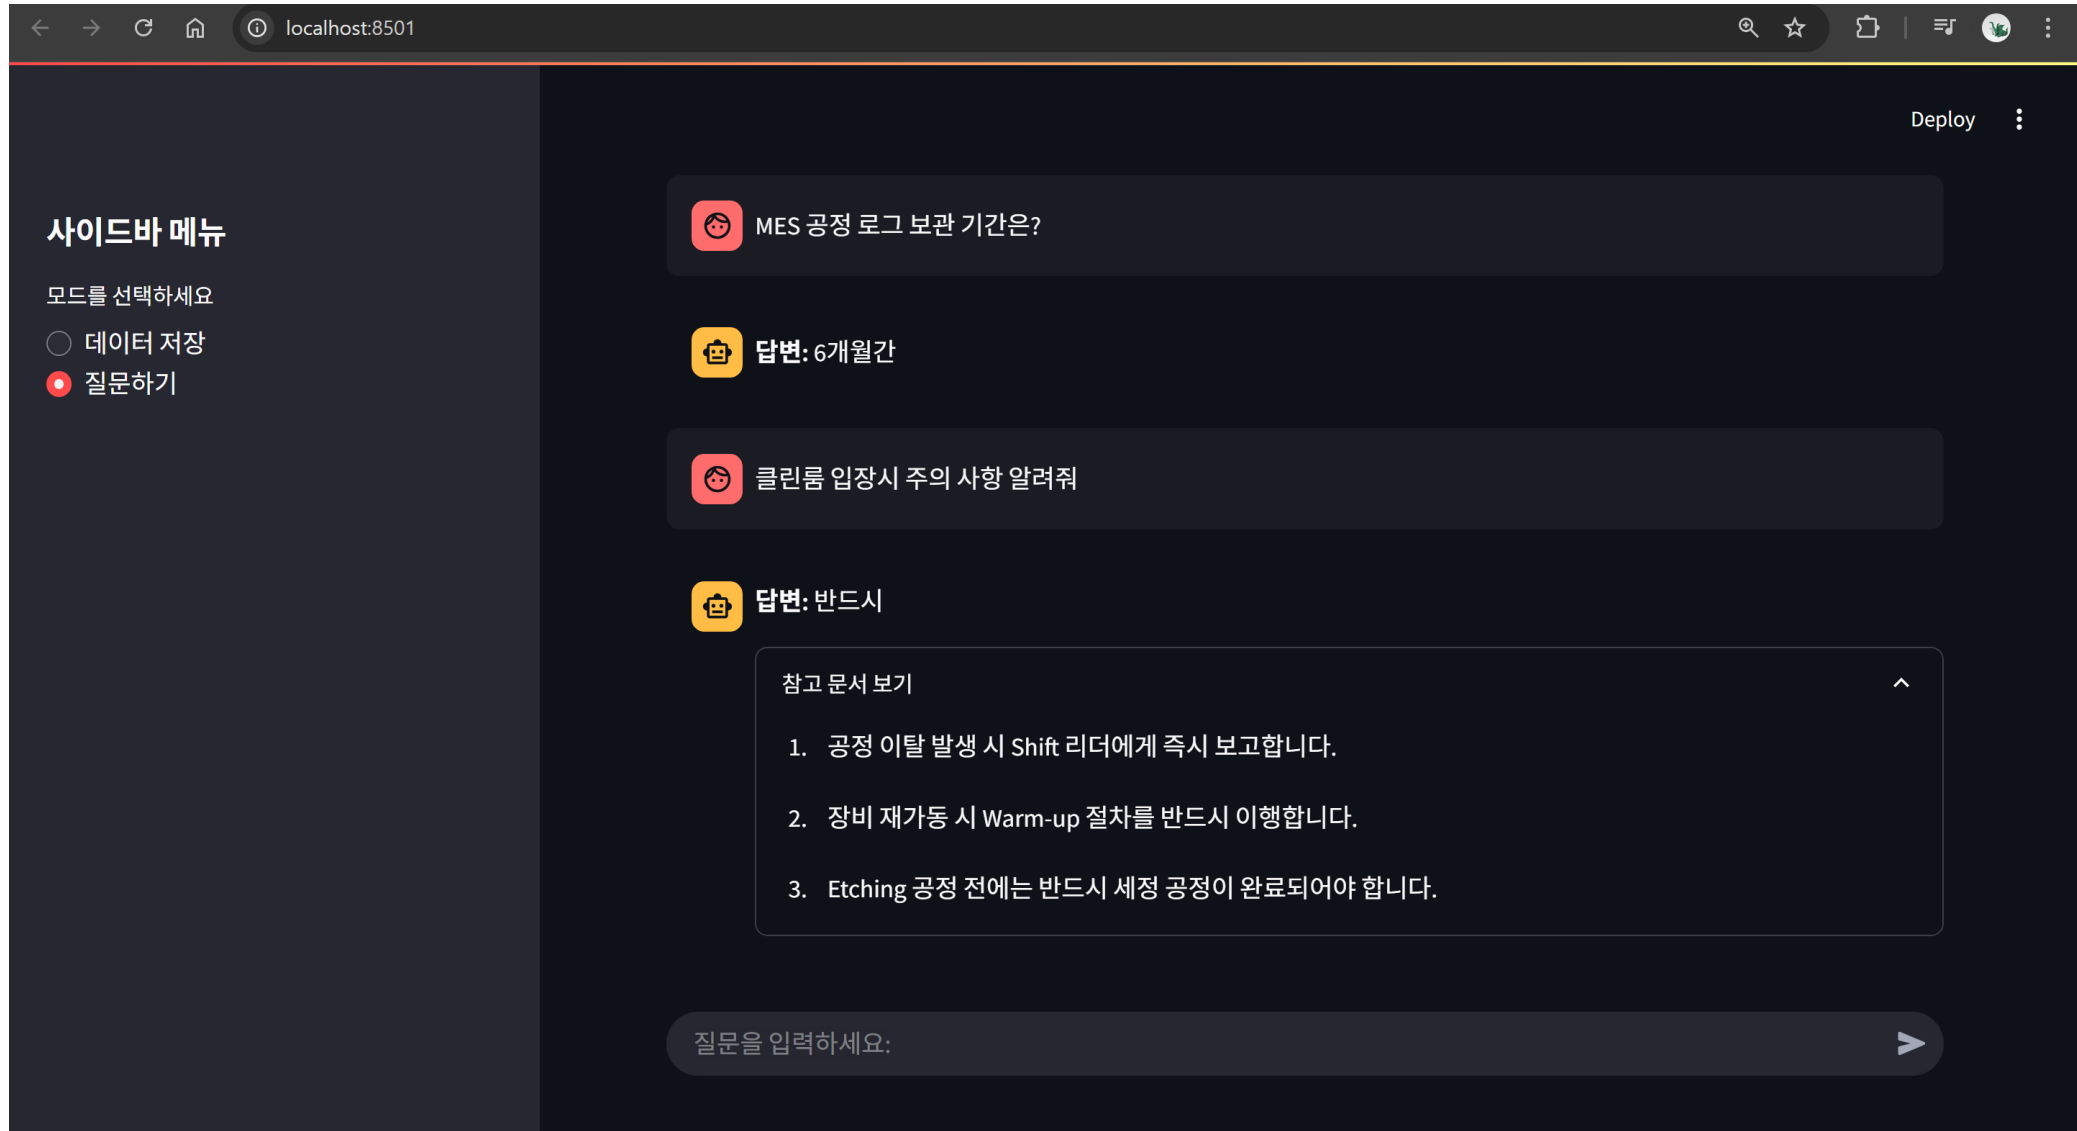 localhost:8501
Deploy
사이드바 메뉴
모드를 선택하세요
데이터 저장
질문하기
MES 공정 로그 보관 기간은?
답변: 6개월간
클린룸 입장시 주의 사항 알려줘
답변: 반드시
참고 문서 보기
1. 공정 이탈 발생 시 Shift 리더에게 즉시 보고합니다.
2. 장비 재가동 시 Warm-up 절차를 반드시 이행합니다.
3. Etching 공정 전에는 반드시 세정 공정이 완료되어야 합니다.
질문을 입력하세요: